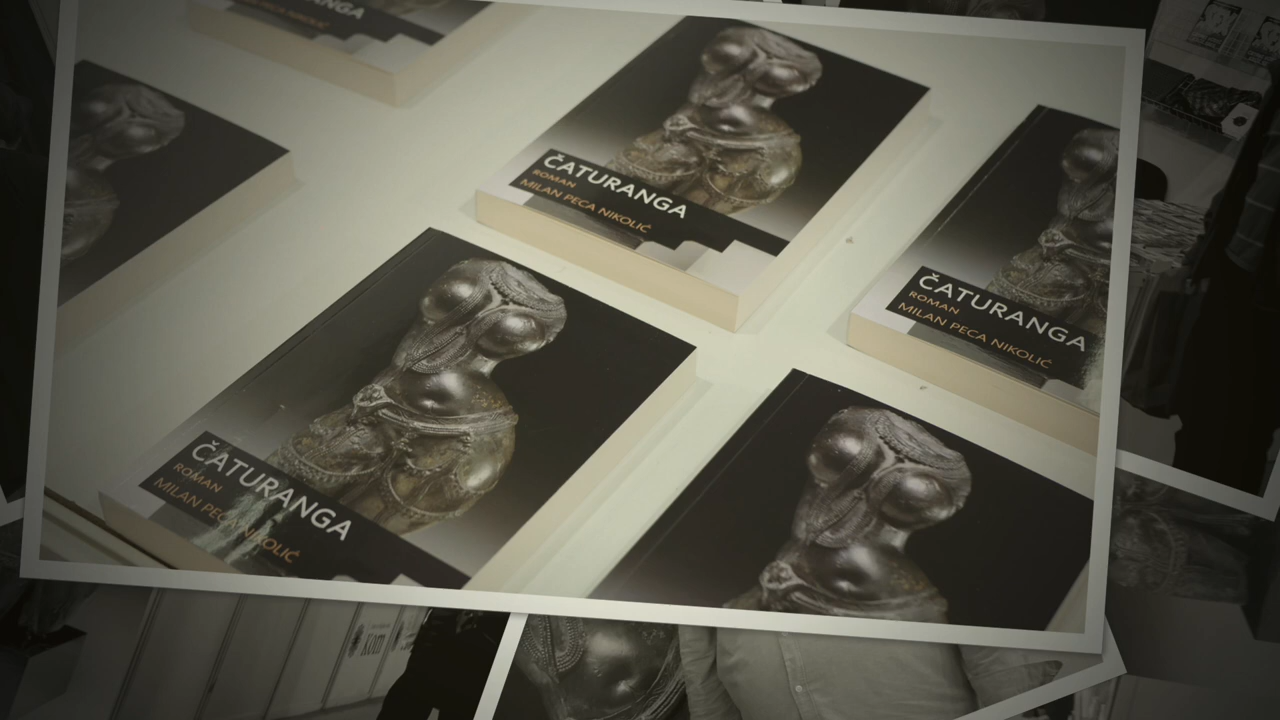 ČATURANGA
ROMAN
MILAN PECA NIKOLIĆ
ČATURANGA
ROMAN
MILAN PECA NIKOLIĆ
ČATURANGA
ROMAN
MILAN PECA NIKOLIĆ